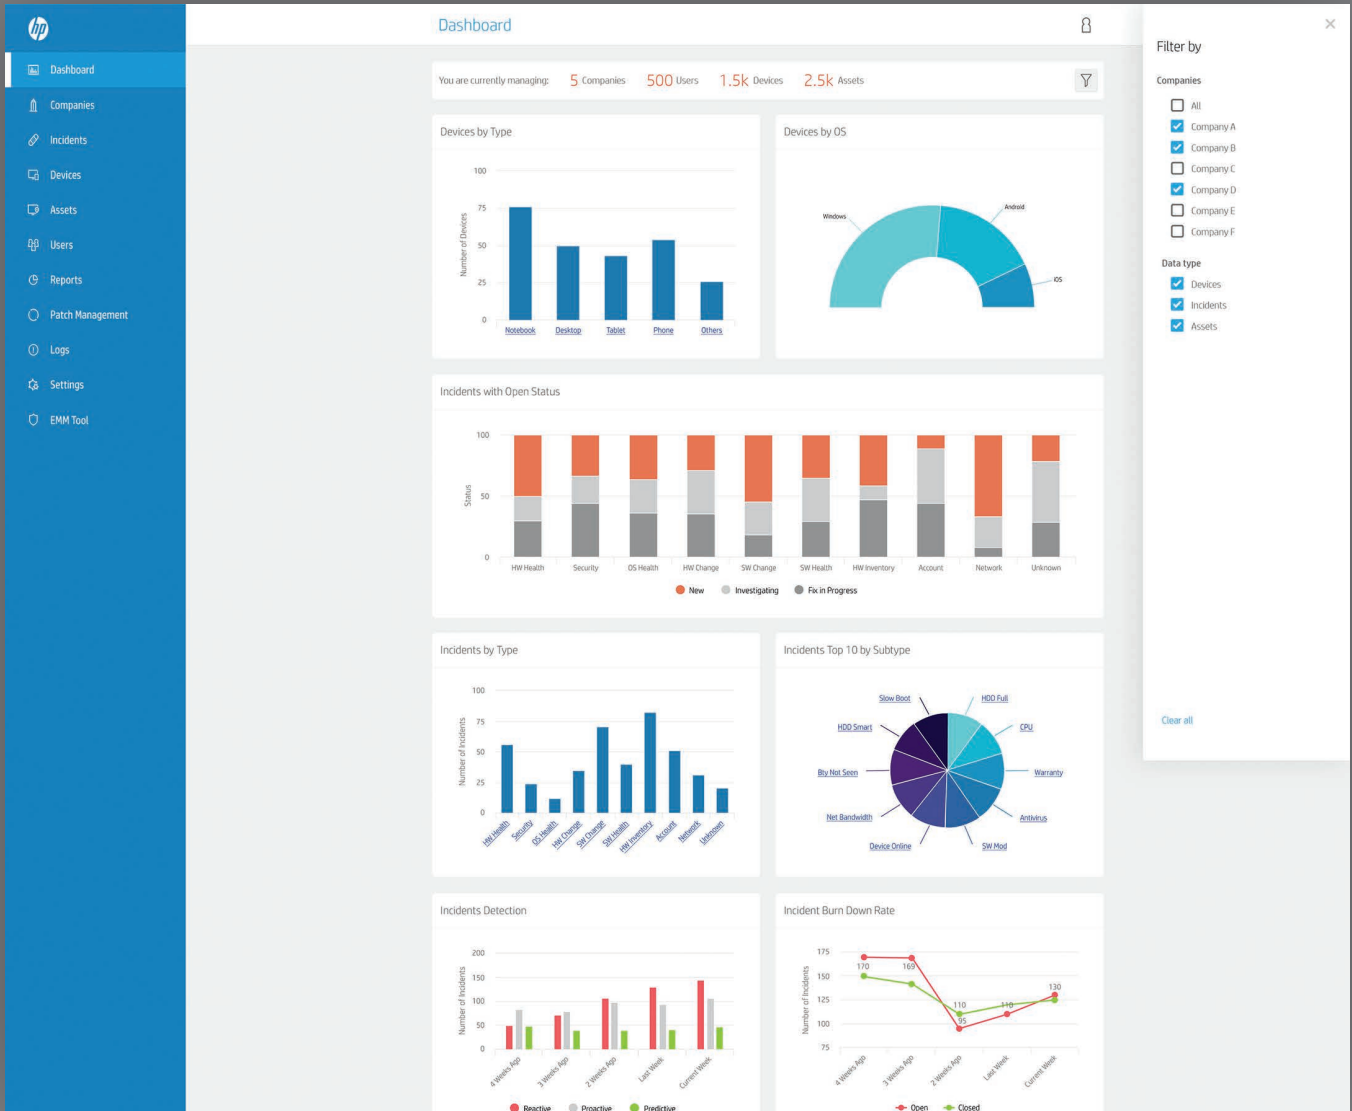 hp
Dashboard
Companies
Incidents
Devices
Assets
Users
Reports
Patch Management
Logs
Settings
EMM Tool
Dashboard
You are currently managing: 5 Companies 500 Users 1.5k Devices 2.5k Assets
Devices by Type
100
75
50
25
0
Number of Devices
Notebook Desktop Tablet Phone Others
Devices by OS
Windows
Android
iOS
Incidents with Open Status
100
50
0
Status
HW Health Security OS Health HW Change SW Change SW Health HW Inventory Account Network Unknown
New Investigating Fix in Progress
Incidents by Type
100
75
50
25
0
Number of Incidents
HW Health Security OS Health HW Change SW Change SW Health HW Inventory Account Network Unknown
Incidents Top 10 by Subtype
Slow Boot HDD Full
HDD Smart CPU
Bty Not Seen Warranty
Net Bandwidth Antivirus
Device Online SW Mod
Incidents Detection
200
150
100
50
0
Number of Incidents
4 Weeks Ago 3 Weeks Ago 2 Weeks Ago Last Week Current Week
Reactive Proactive Predictive
Incident Burn Down Rate
175
150
125
100
75
Number of Incidents
170 169 110 95 110 130
4 Weeks Ago 3 Weeks Ago 2 Weeks Ago Last Week Current Week
Open Closed
Filter by
Companies
All
Company A
Company B
Company C
Company D
Company E
Company F
Data type
Devices
Incidents
Assets
Clear all